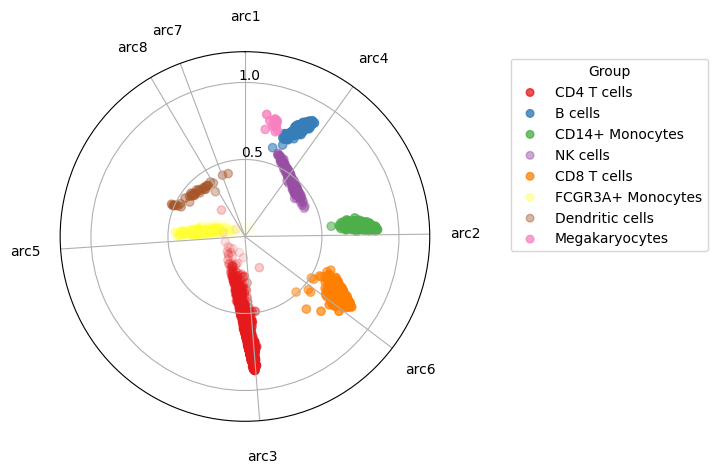 arc1
arc7
arc8
arc4
1.0
0.5
arc5
arc2
arc6
arc3
Group
CD4 T cells
B cells
CD14+ Monocytes
NK cells
CD8 T cells
FCGR3A+ Monocytes
Dendritic cells
Megakaryocytes